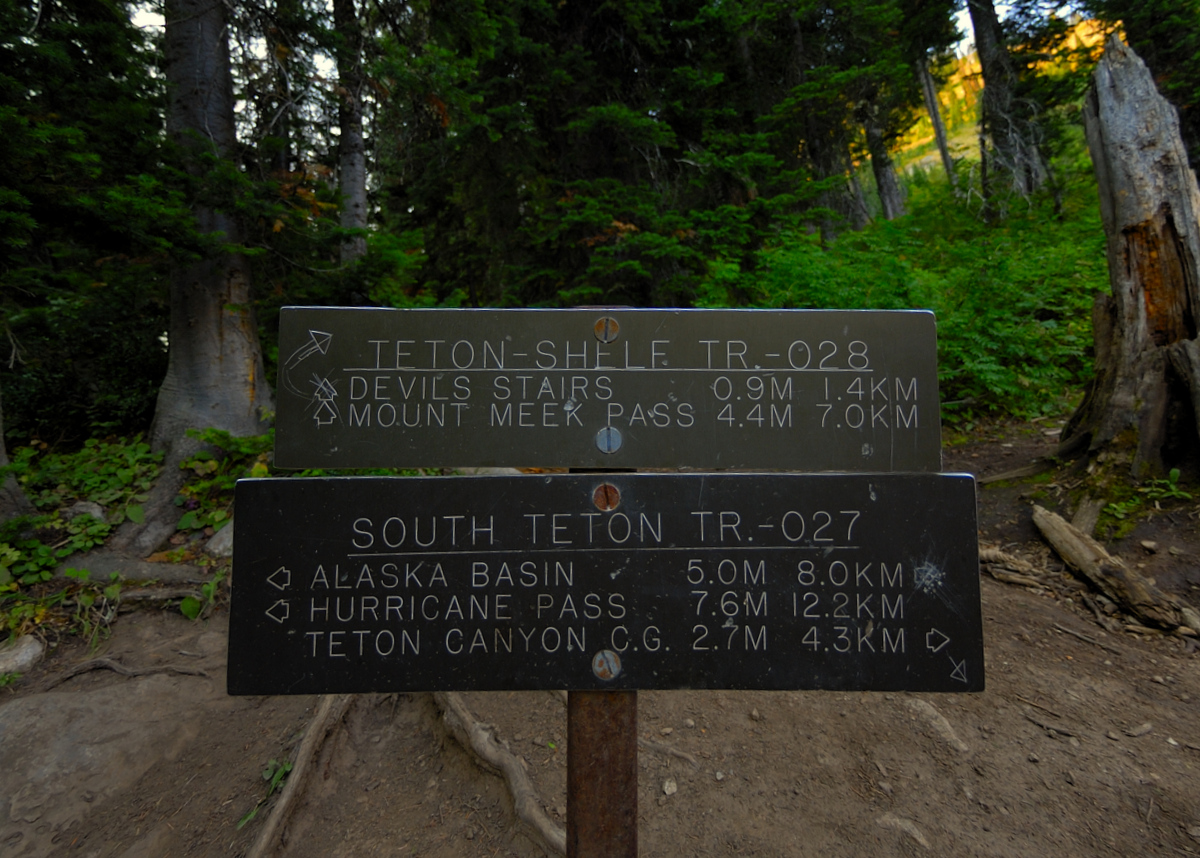 TETON-SHELF TR.-028
DEVILS STAIRS 0.9M 1.4KM
MOUNT MEEK PASS 4.4M 7.0KM
SOUTH TETON TR.-027
ALASKA BASIN 5.0M 8.0KM
HURRICANE PASS 7.6M 12.2KM
TETON CANYON C.G. 2.7M 4.3KM